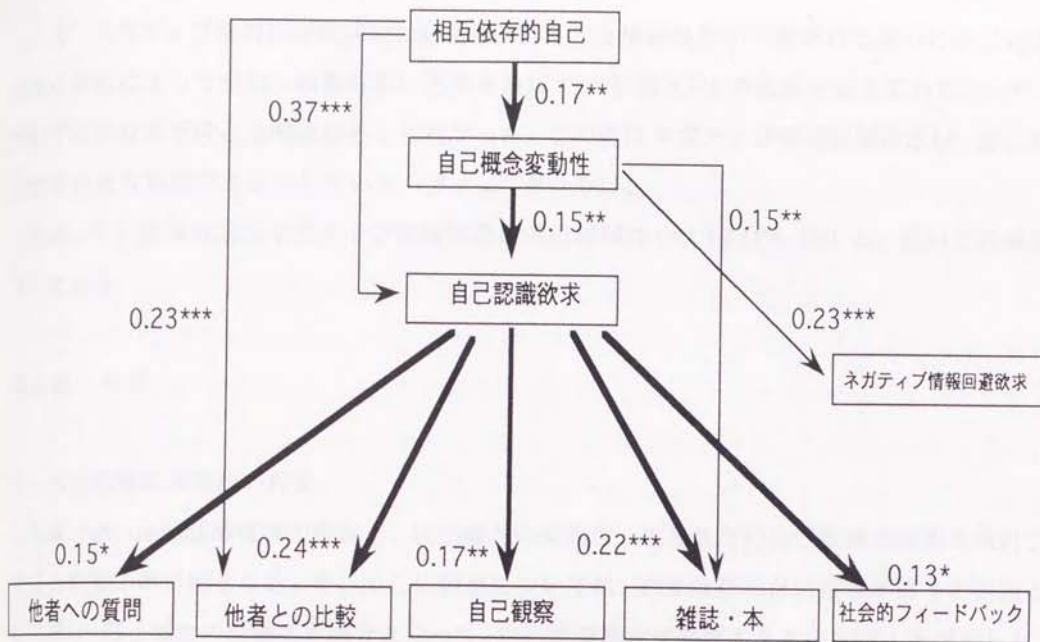 相互依存的自己
0.37***
0.17**
自己概念変動性
0.15**
0.15**
自己認識欲求
0.23***
0.23***
ネガティブ情報回避欲求
0.15*
0.24***
0.17**
0.22***
0.13*
他者への質問
他者との比較
自己観察
雑誌・本
社会的フィードバック